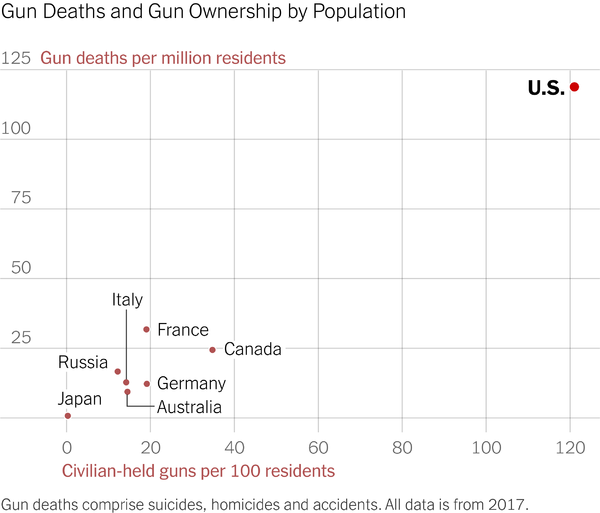 Gun Deaths and Gun Ownership by Population
125 Gun deaths per million residents
U.S.
100
75
50
Italy
France
25
Canada
Russia
Germany
Japan
Australia
0 20 40 60 80 100 120
Civilian-held guns per 100 residents
Gun deaths comprise suicides, homicides and accidents. All data is from 2017.